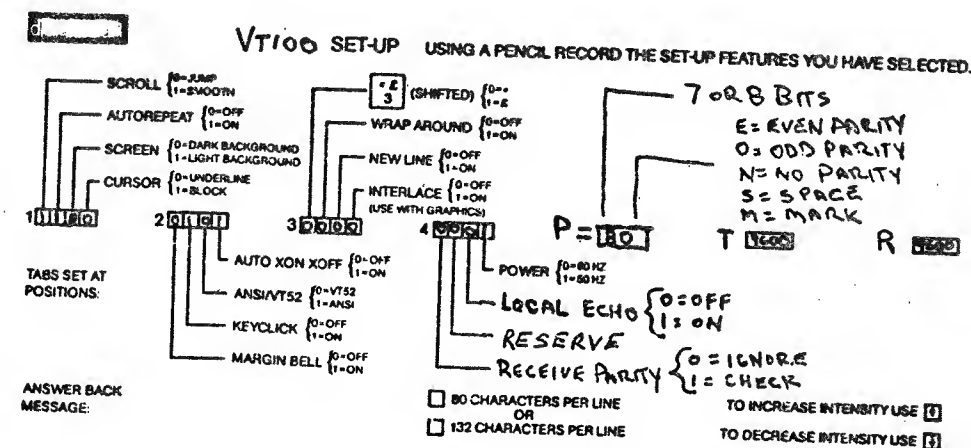 VT100 SET-UP USING A PENCIL RECORD THE SET-UP FEATURES YOU HAVE SELECTED.
SCROLL {0=JUMP
1=SMOOTH
AUTOREPEAT {0=OFF
1=ON
SCREEN {0=DARK BACKGROUND
1=LIGHT BACKGROUND
CURSOR {0=UNDERLINE
1=BLOCK
3 (SHIFTED)
1=£
WRAP AROUND {0=OFF
1=ON
NEW LINE {0=OFF
1=ON
INTERLACE {0=OFF
1=ON
(USE WITH GRAPHICS)
7 OR 8 BITS
E= EVEN PARITY
O= ODD PARITY
N= NO PARITY
S= SPACE
M= MARK
1
2 0101
3 0000
4
P=
T 9600
R 9600
AUTO XON XOFF {0=OFF
1=ON
ANSI/VT52 {0=VT52
1=ANSI
KEYCLICK {0=OFF
1=ON
MARGIN BELL {0=OFF
1=ON
POWER {0=60 HZ
1=50 HZ
LOCAL ECHO {0=OFF
1= ON
RESERVE
RECEIVE PARITY {0 = IGNORE
1 = CHECK
TABS SET AT
POSITIONS:
ANSWER BACK
MESSAGE:
80 CHARACTERS PER LINE
OR
132 CHARACTERS PER LINE
TO INCREASE INTENSITY USE
TO DECREASE INTENSITY USE